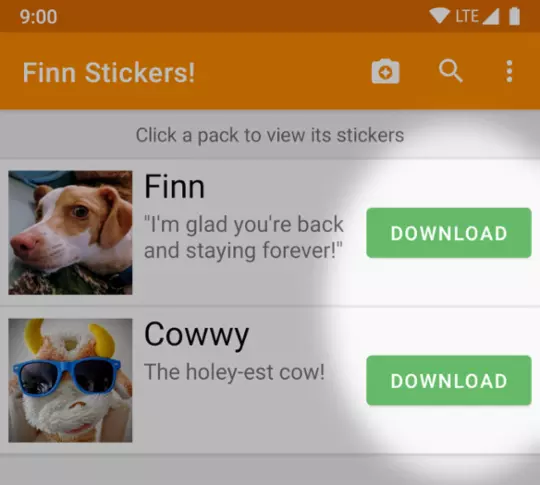 9:00
LTE
Finn Stickers!
Click a pack to view its stickers
Finn
"I'm glad you're back
and staying forever!"
DOWNLOAD
Cowwy
The holey-est cow!
DOWNLOAD